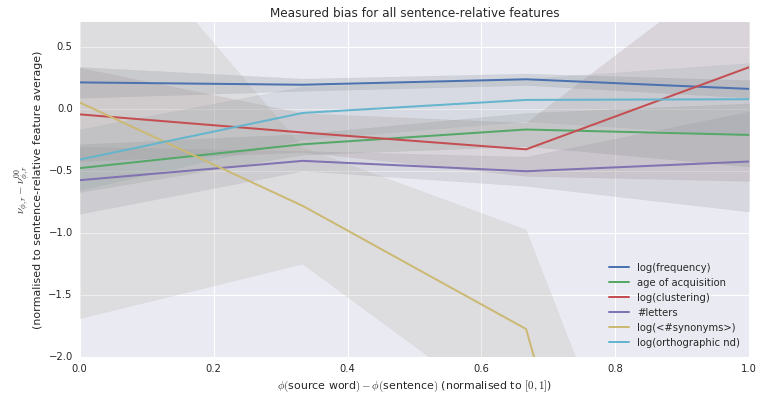 Measured bias for all sentence-relative features
0.5
0.0
−0.5
−1.0
−1.5
−2.0
0.0 0.2 0.4 0.6 0.8 1.0
ν_{ϕ,r} − ν_{ϕ,r}^{00}
(normalised to sentence-relative feature average)
ϕ(source word) − ϕ(sentence) (normalised to [0, 1])
log(frequency)
age of acquisition
log(clustering)
#letters
log(<#synonyms>)
log(orthographic nd)